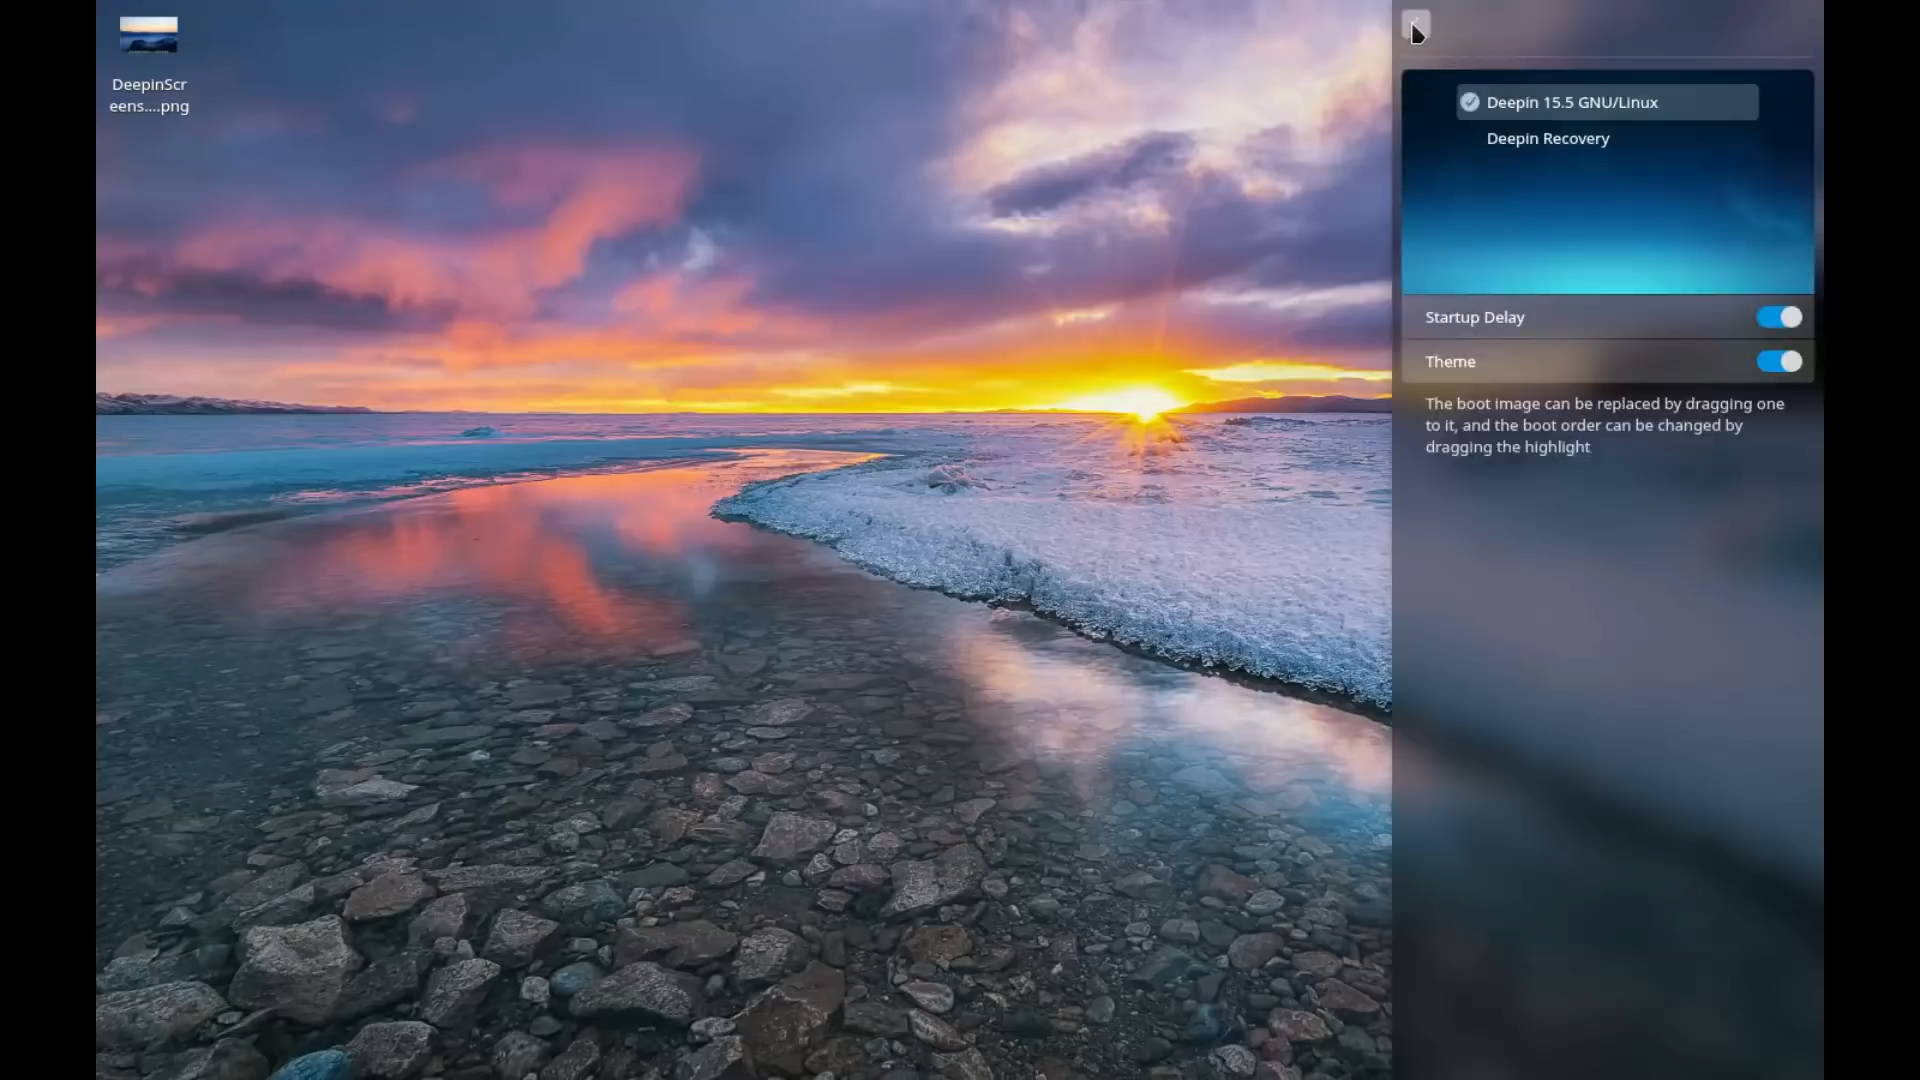 DeepinScr
eens....png
Deepin 15.5 GNU/Linux
Deepin Recovery
Startup Delay
Theme
The boot image can be replaced by dragging one
to it, and the boot order can be changed by
dragging the highlight